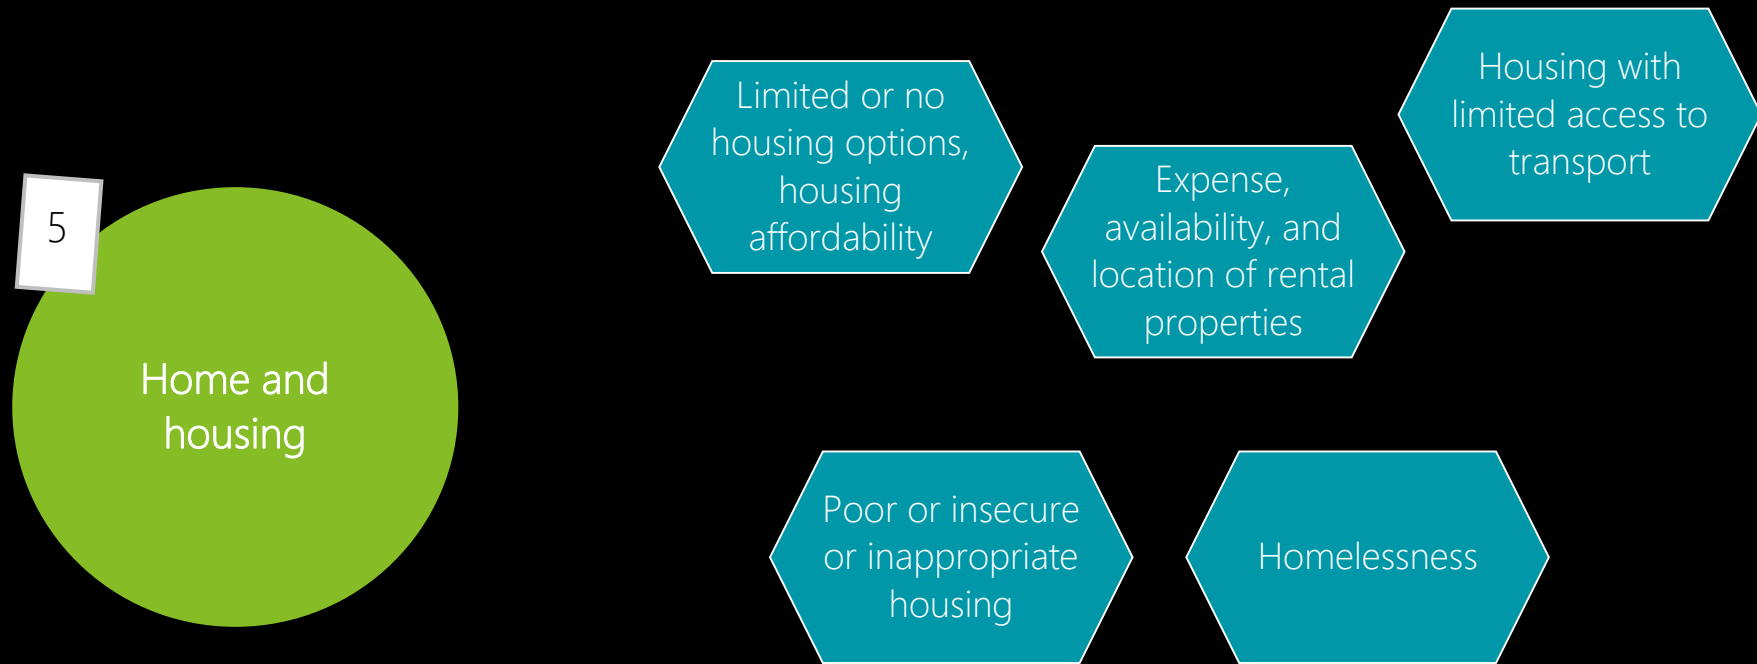 5
Home and
housing
Limited or no
housing options,
housing
affordability
Expense,
availability, and
location of rental
properties
Housing with
limited access to
transport
Poor or insecure
or inappropriate
housing
Homelessness